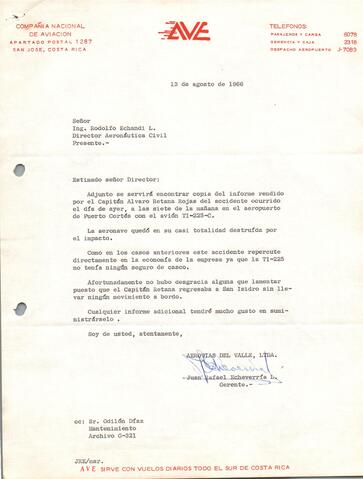 COMPAÑIA NACIONAL
DE AVIACION
APARTADO POSTAL 1287
SAN JOSE, COSTA RICA
AVE
TELEFONOS:
PASAJEROS Y CARGA 6078
GERENCIA Y CAJA 2318
DESPACHO AEROPUERTO J-7083
13 de agosto de 1966
Señor
Ing. Rodolfo Echandi L.
Director Aeronáutica Civil
Presente.-
Estimado señor Director:
Adjunto se servirá encontrar copia del informe rendido
por el Capitán Alvaro Retana Rojas del accidente ocurrido
el día de ayer, a las siete de la mañana en el aeropuerto
de Puerto Cortés con el avión TI-225-C.
La aeronave quedó en su casi totalidad destruída por
el impacto.
Como en los casos anteriores este accidente repercute
directamente en la economía de la empresa ya que la TI-225
no tenía ningún seguro de casco.
Afortunadamente no hubo desgracia alguna que lamentar
puesto que el Capitán Retana regresaba a San Isidro sin lle-
var ningún movimiento a bordo.
Cualquier informe adicional tendré mucho gusto en sumi-
nistrárselo .
Soy de usted, atentamente,
AEROVIAS DEL VALLE, LTDA.
Juan Rafael Echeverría L.
Gerente.-
cc: Sr. Odilón Díaz
Mantenimiento
Archivo G-321
JRE/mar.
AVE SIRVE CON VUELOS DIARIOS TODO EL SUR DE COSTA RICA